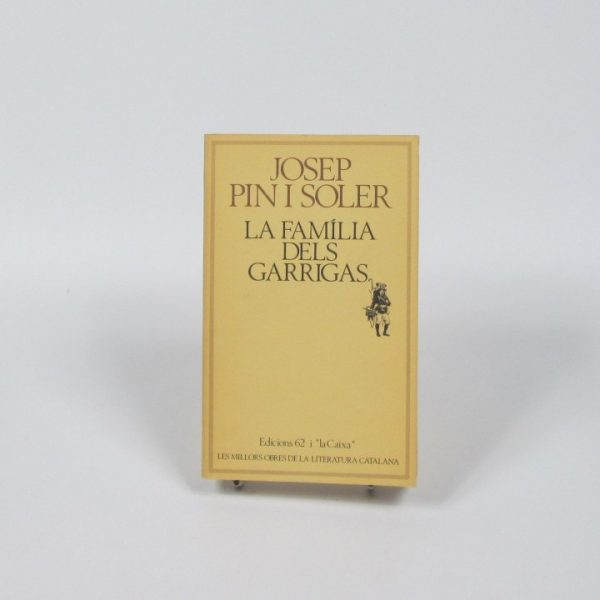 JOSEP
PIN I SOLER
LA FAMÍLIA
DELS
GARRIGAS
Edicions 62 i "la Caixa"
LES MILLORS OBRES DE LA LITERATURA CATALANA